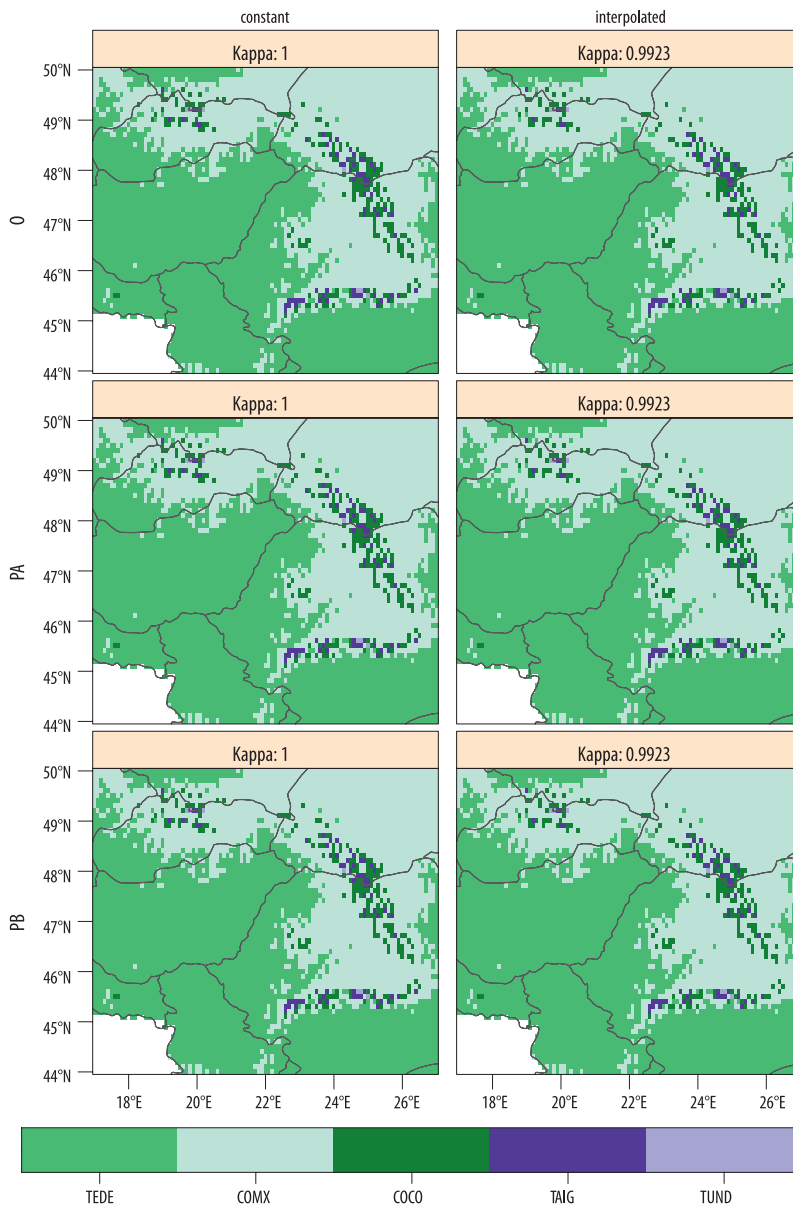 constant interpolated
Kappa: 1 Kappa: 0.9923
50°N
49°N
48°N
47°N
46°N
45°N
44°N
O
Kappa: 1 Kappa: 0.9923
50°N
49°N
48°N
47°N
46°N
45°N
44°N
PA
Kappa: 1 Kappa: 0.9923
50°N
49°N
48°N
47°N
46°N
45°N
44°N
PB
18°E 20°E 22°E 24°E 26°E 18°E 20°E 22°E 24°E 26°E
TEDE COMX COCO TAIG TUND